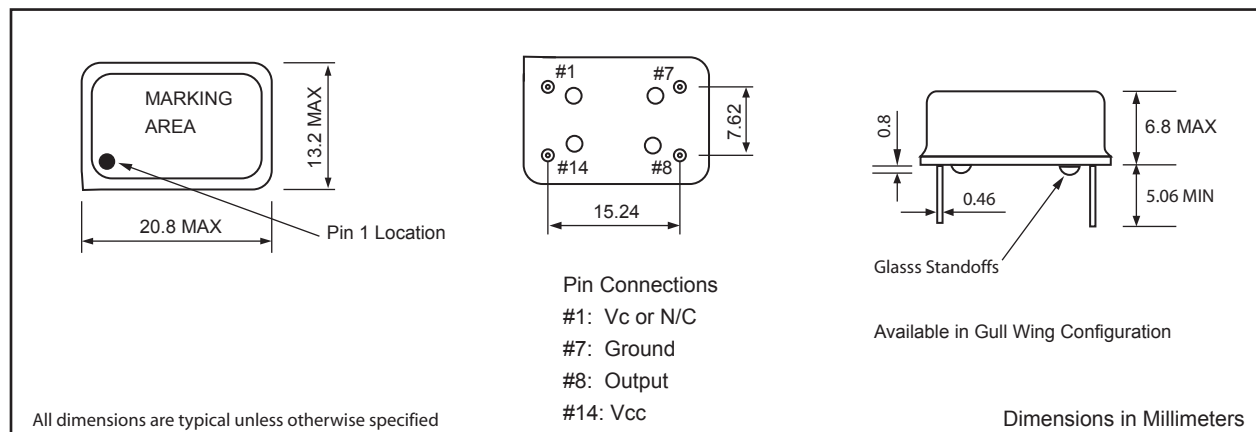 MARKING
AREA
13.2 MAX
20.8 MAX
Pin 1 Location
#1
#7
#14
#8
7.62
15.24
Pin Connections
#1: Vc or N/C
#7: Ground
#8: Output
#14: Vcc
0.8
6.8 MAX
0.46
5.06 MIN
Glasss Standoffs
Available in Gull Wing Configuration
All dimensions are typical unless otherwise specified
Dimensions in Millimeters